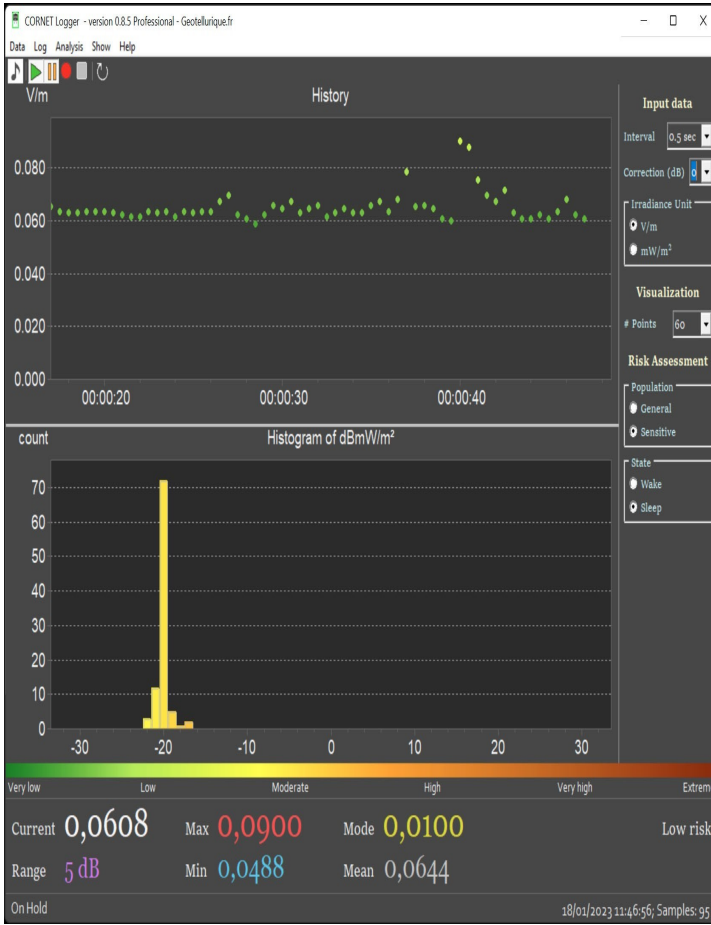 CORNET Logger - version 0.8.5 Professional - Geotellurique.fr
Data Log Analysis Show Help
V/m History
0.080
0.060
0.040
0.020
0.000
00:00:20 00:00:30 00:00:40
count Histogram of dBmW/m²
70
60
50
40
30
20
10
0
-30 -20 -10 0 10 20 30
Input data
Interval 0.5 sec
Correction (dB) 0
Irradiance Unit
V/m
mW/m²
Visualization
# Points 60
Risk Assessment
Population
General
Sensitive
State
Wake
Sleep
Very low Low Moderate High Very high Extrem
Current 0,0608 Max 0,0900 Mode 0,0100 Low risk
Range 5 dB Min 0,0488 Mean 0,0644
On Hold 18/01/2023 11:46:56; Samples: 95